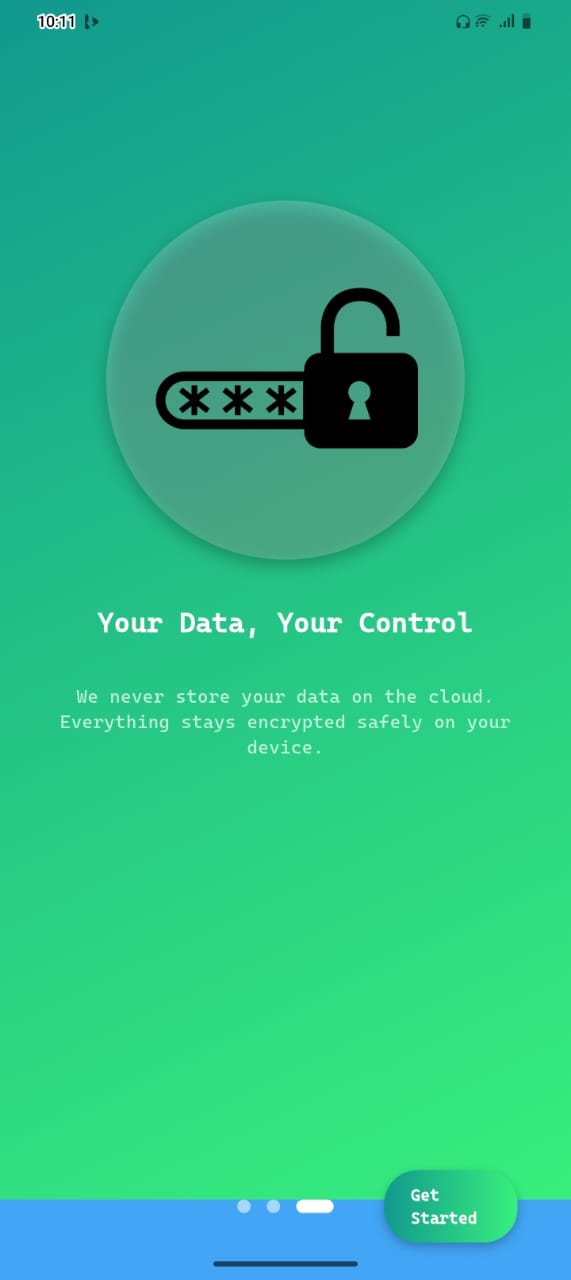 10:11
***
Your Data, Your Control
We never store your data on the cloud.
Everything stays encrypted safely on your
device.
Get
Started